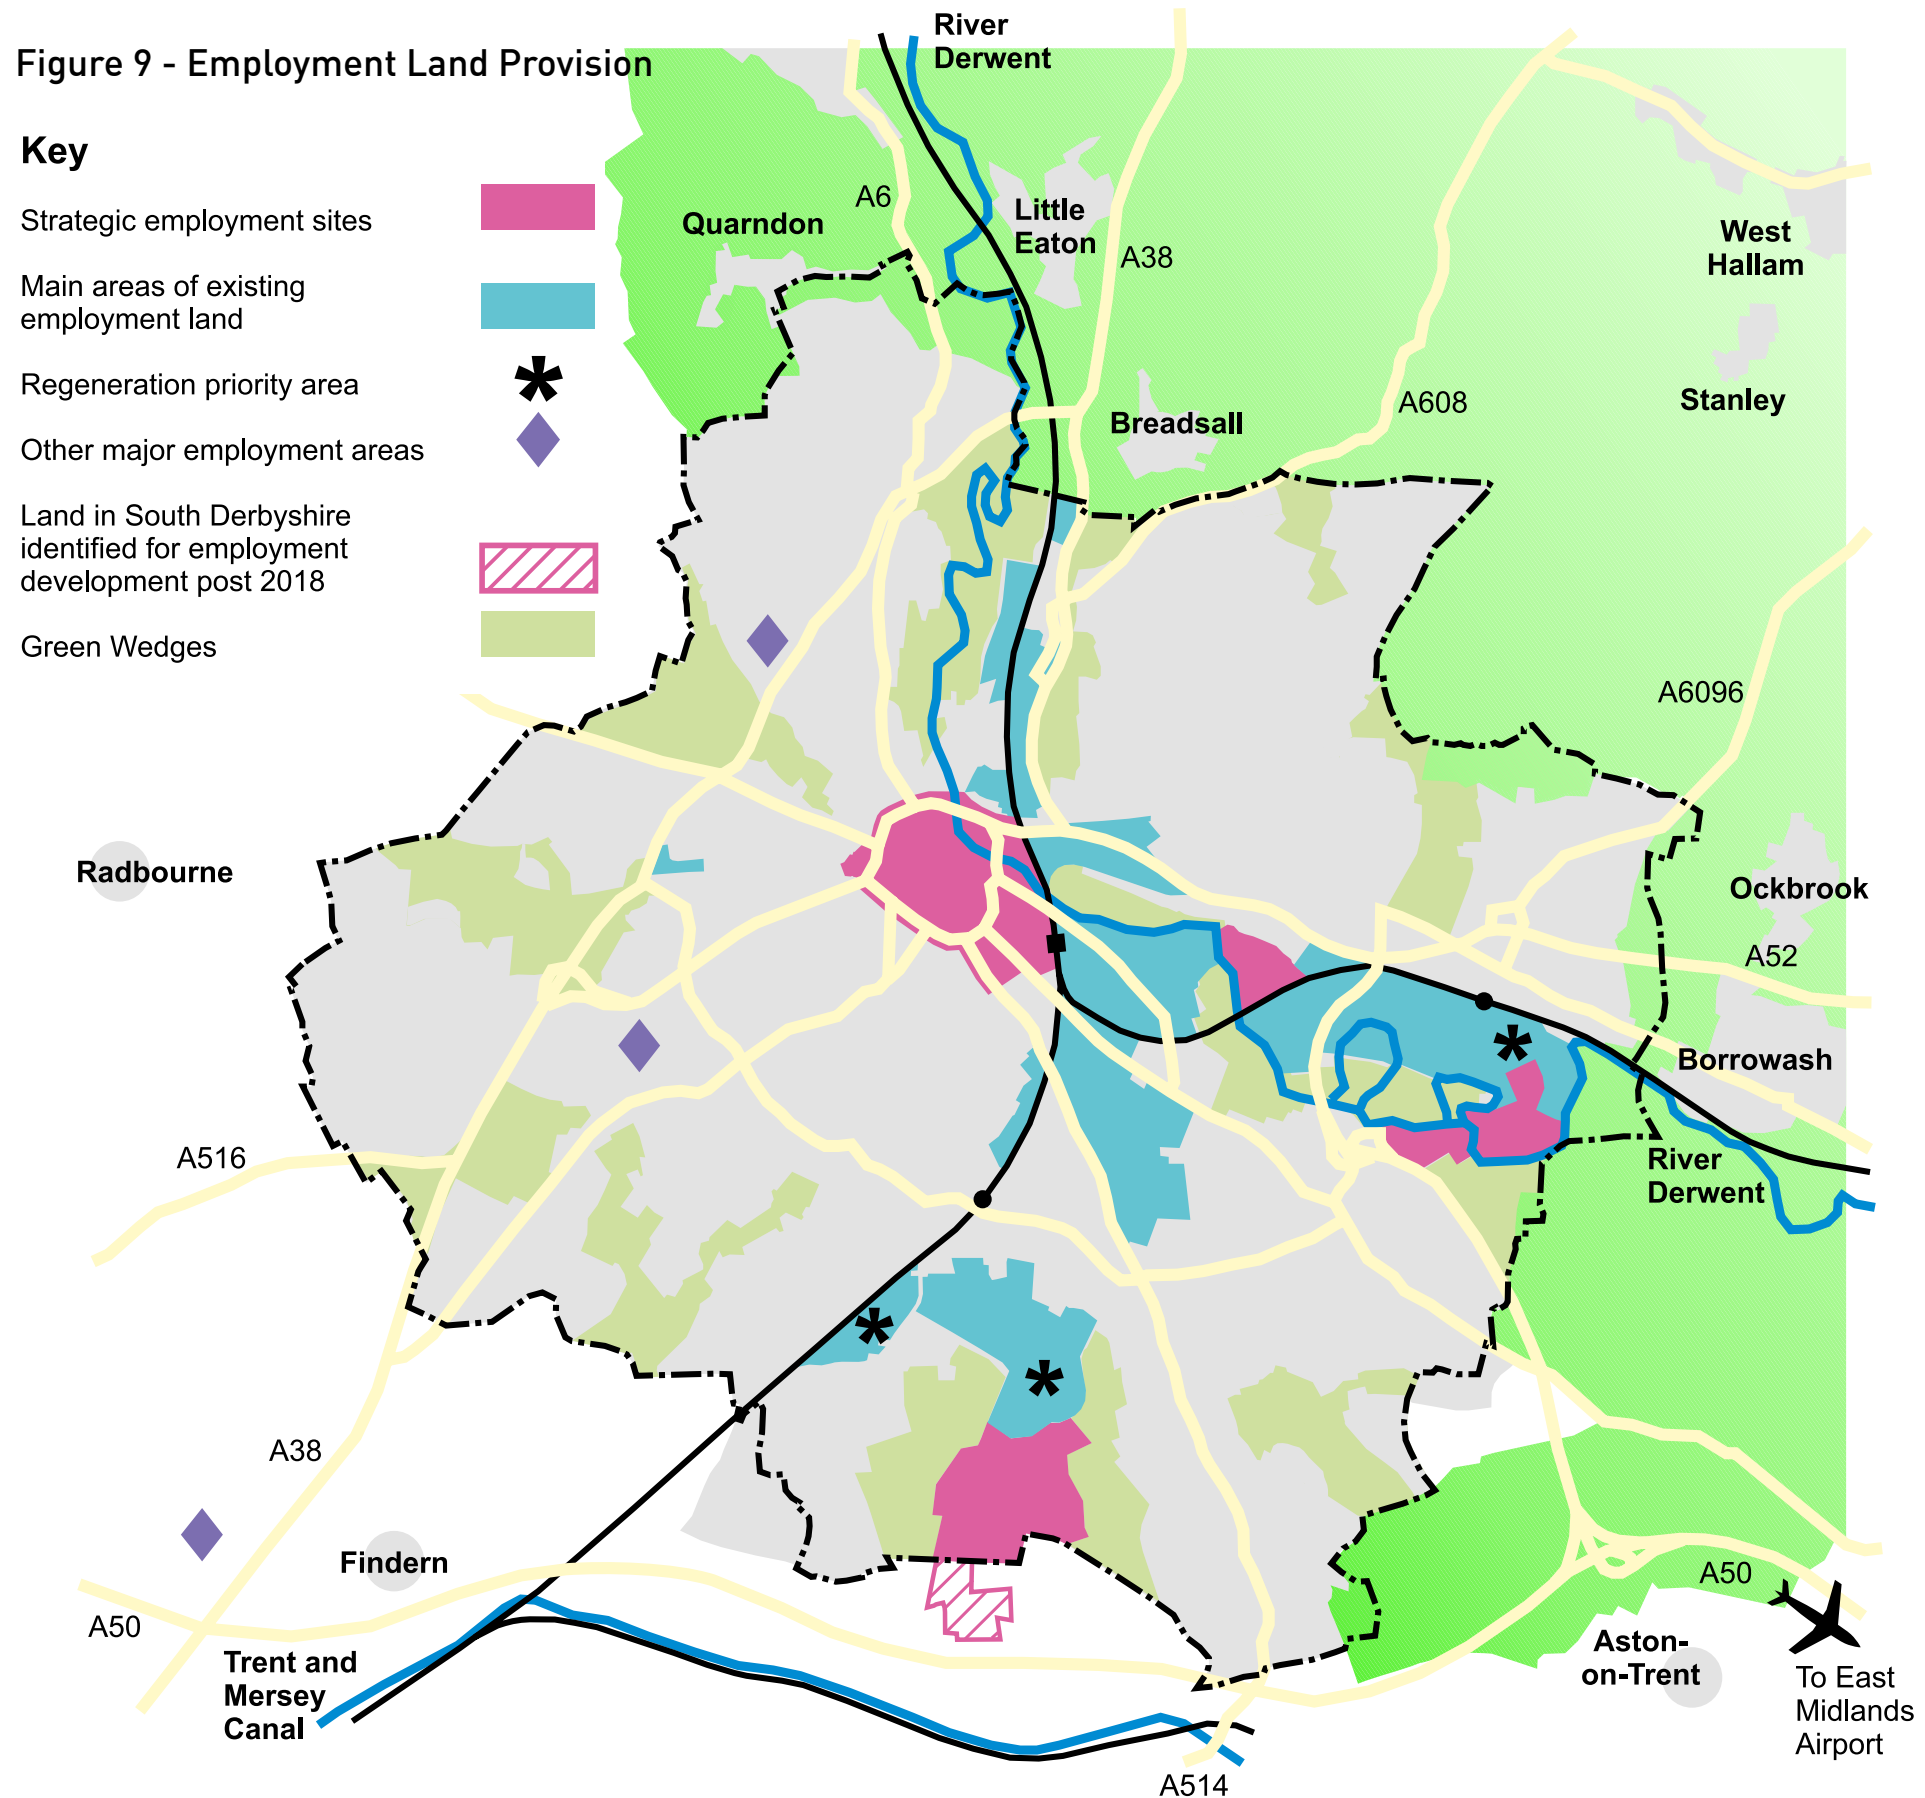 Figure 9 - Employment Land Provision
Key
Strategic employment sites
Main areas of existing
employment land
Regeneration priority area
Other major employment areas
Land in South Derbyshire
identified for employment
development post 2018
Green Wedges
River
Derwent
A6
Quarndon
Little
Eaton
A38
West
Hallam
Stanley
A608
Breadsall
A6096
Radbourne
Ockbrook
A52
Borrowash
A516
River
Derwent
A38
Findern
A50
A50
Trent and
Mersey
Canal
Aston-
on-Trent
To East
Midlands
Airport
A514